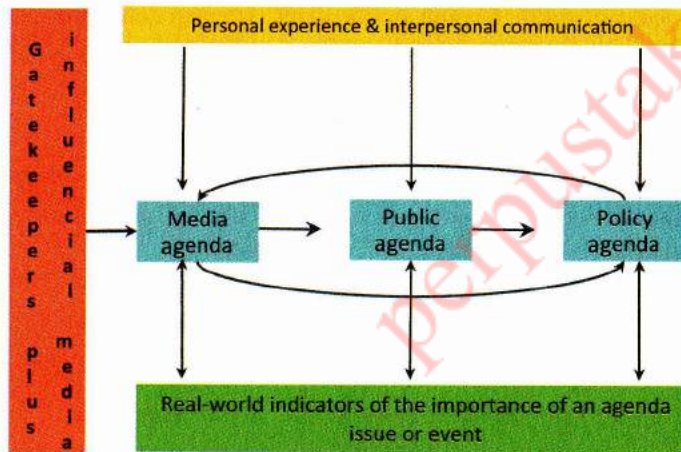 Personal experience & interpersonal communication
Gatekeepers plus
influencial media
Media
agenda
Public
agenda
Policy
agenda
Real-world indicators of the importance of an agenda
issue or event
perpustak